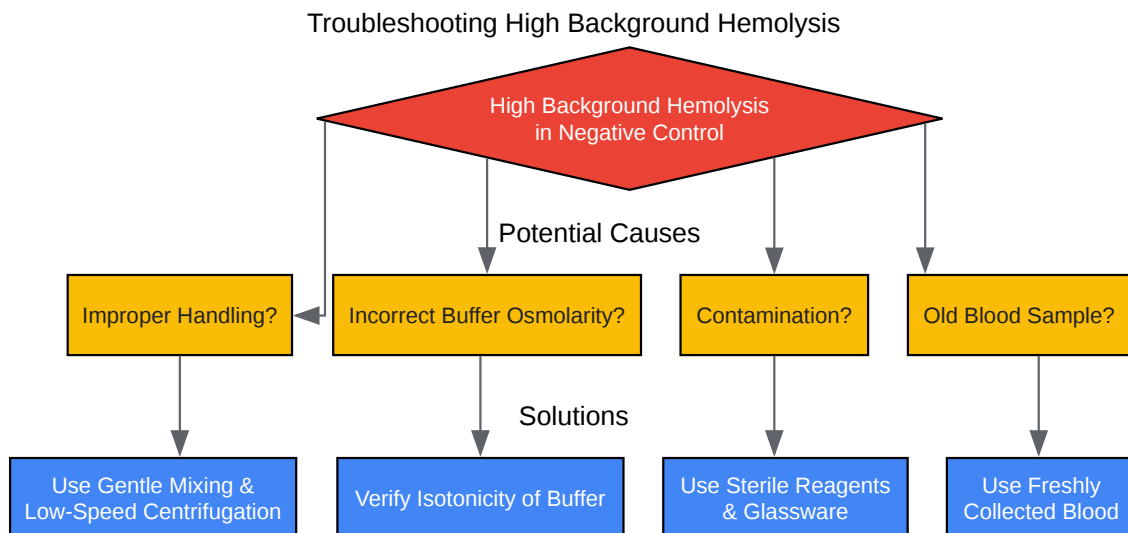 Troubleshooting High Background Hemolysis
High Background Hemolysis
in Negative Control
Potential Causes
Improper Handling?
Incorrect Buffer Osmolarity?
Contamination?
Old Blood Sample?
Solutions
Use Gentle Mixing &
Low-Speed Centrifugation
Verify Isotonicity of Buffer
Use Sterile Reagents
& Glassware
Use Freshly
Collected Blood